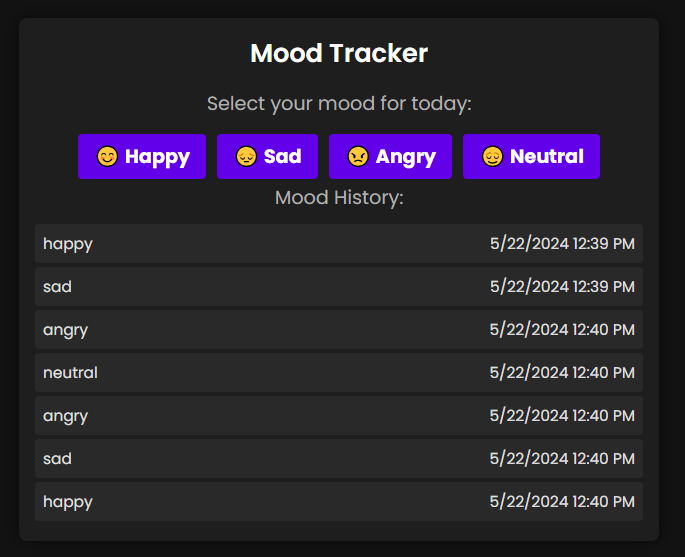 Mood Tracker
Select your mood for today:
😊 Happy 😔 Sad 😠 Angry 😌 Neutral
Mood History:
happy 5/22/2024 12:39 PM
sad 5/22/2024 12:39 PM
angry 5/22/2024 12:40 PM
neutral 5/22/2024 12:40 PM
angry 5/22/2024 12:40 PM
sad 5/22/2024 12:40 PM
happy 5/22/2024 12:40 PM